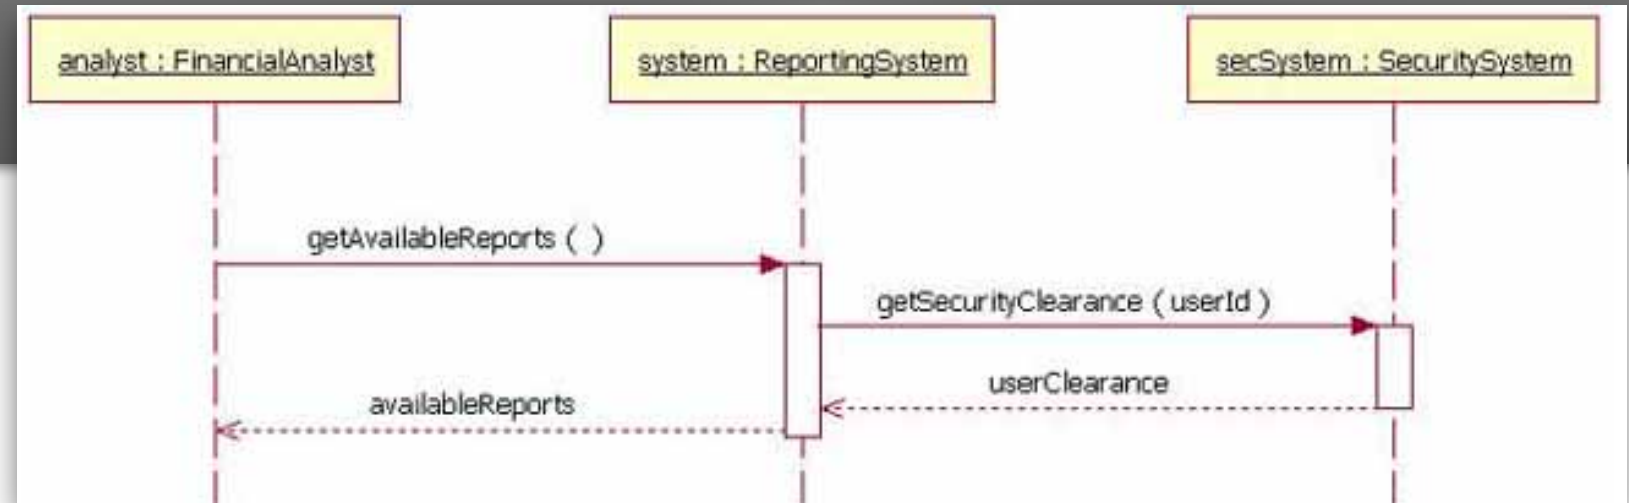 analyst : FinancialAnalyst
system : ReportingSystem
secSystem : SecuritySystem
getAvailableReports ( )
getSecurityClearance ( userId )
userClearance
availableReports